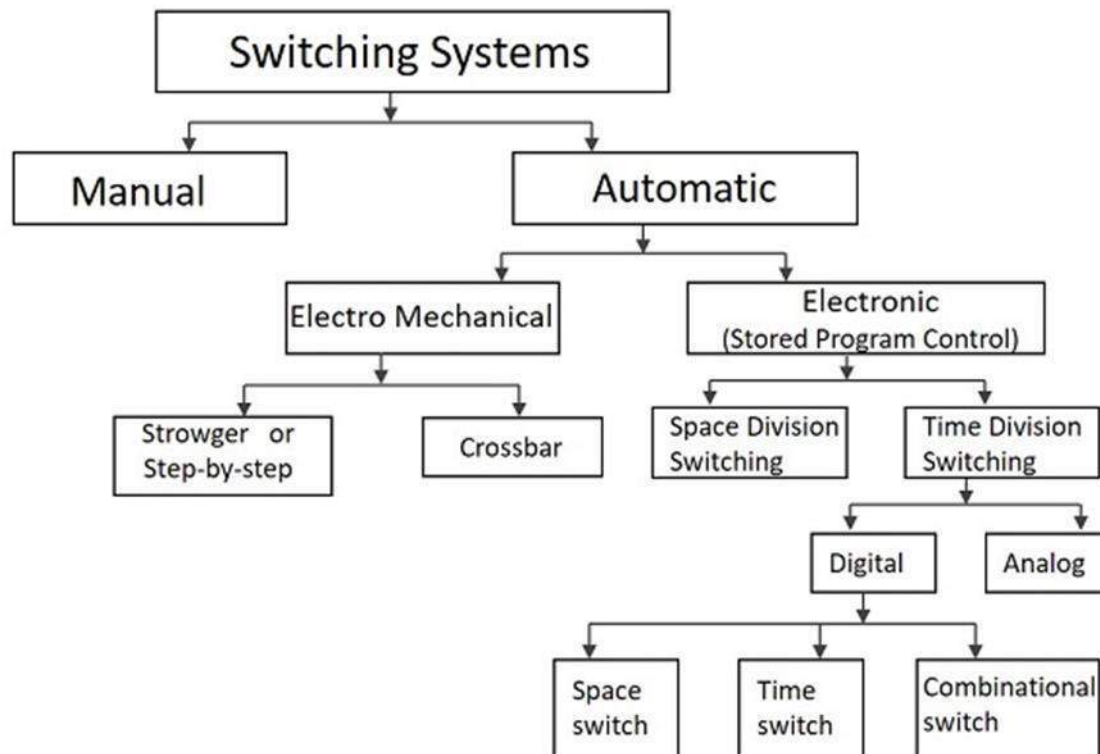 Switching Systems
Manual
Automatic
Electro Mechanical
Electronic
(Stored Program Control)
Strowger or
Step-by-step
Crossbar
Space Division
Switching
Time Division
Switching
Digital
Analog
Space
switch
Time
switch
Combinational
switch